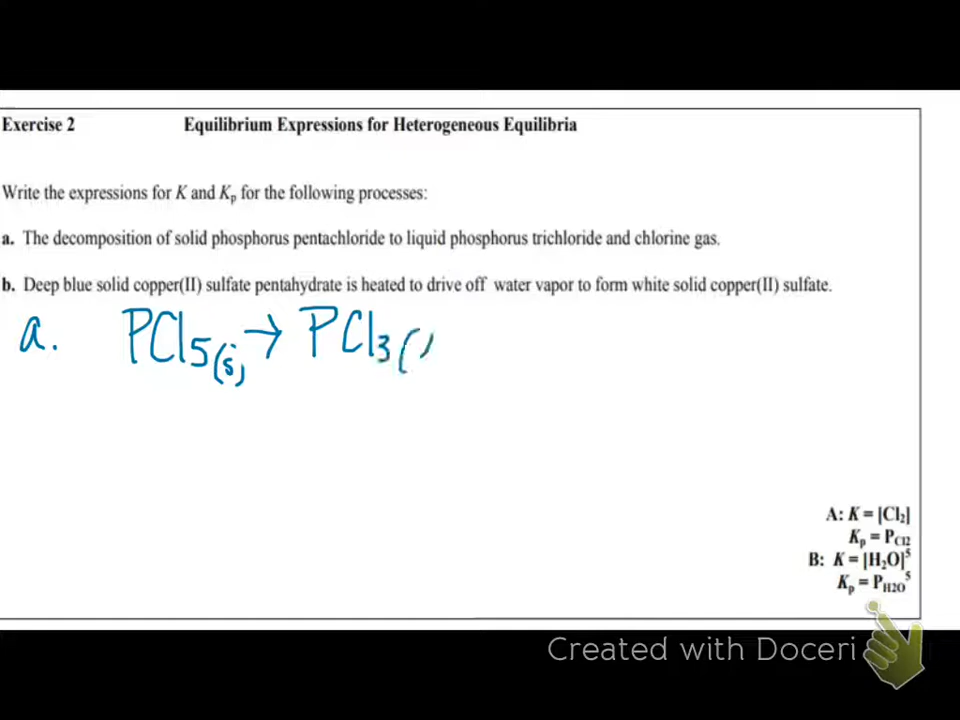 Exercise 2 Equilibrium Expressions for Heterogeneous Equilibria
Write the expressions for K and Kp for the following processes:
a. The decomposition of solid phosphorus pentachloride to liquid phosphorus trichloride and chlorine gas.
b. Deep blue solid copper(II) sulfate pentahydrate is heated to drive off water vapor to form white solid copper(II) sulfate.
a. PCl5(s) → PCl3(
A: K = [Cl2]
Kp = PCl2
B: K = [H2O]^5
Kp = PH2O^5
Created with Doceri